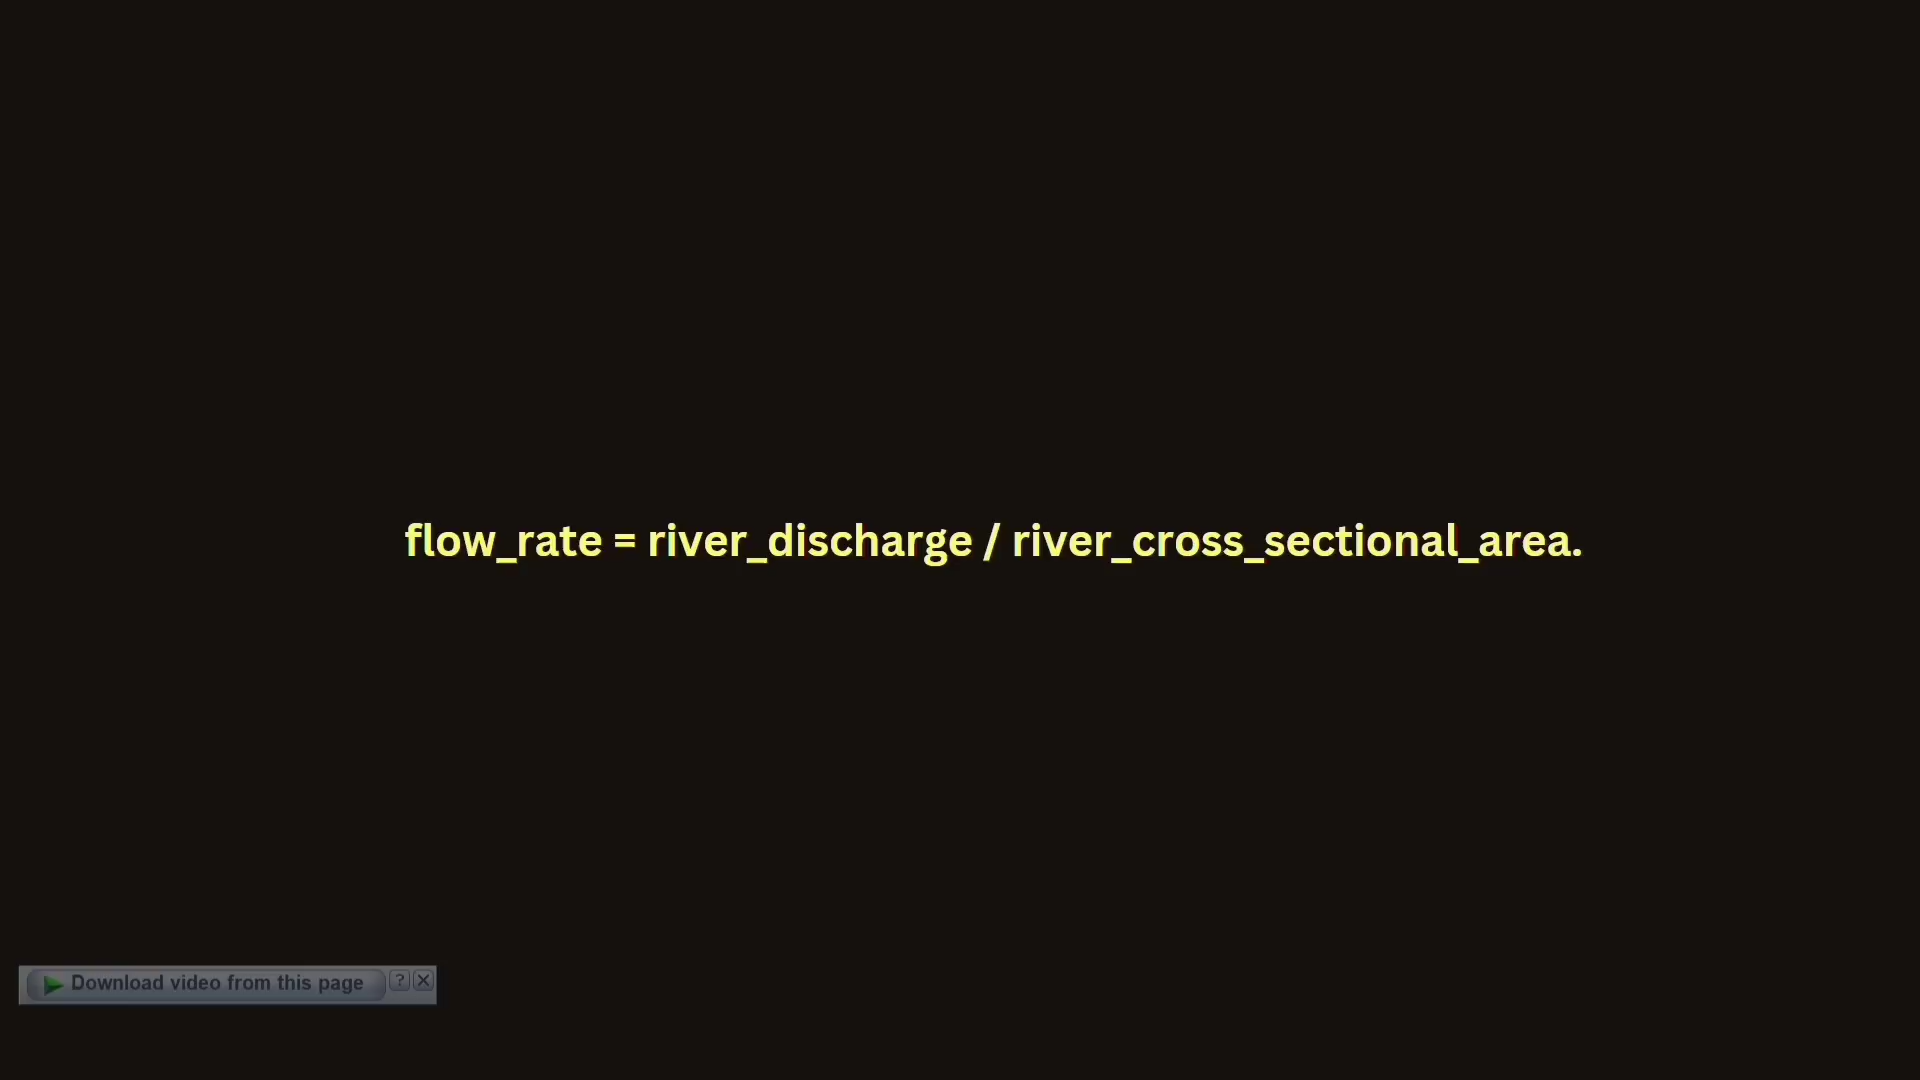 flow_rate = river_discharge / river_cross_sectional_area.
Download video from this page ? X